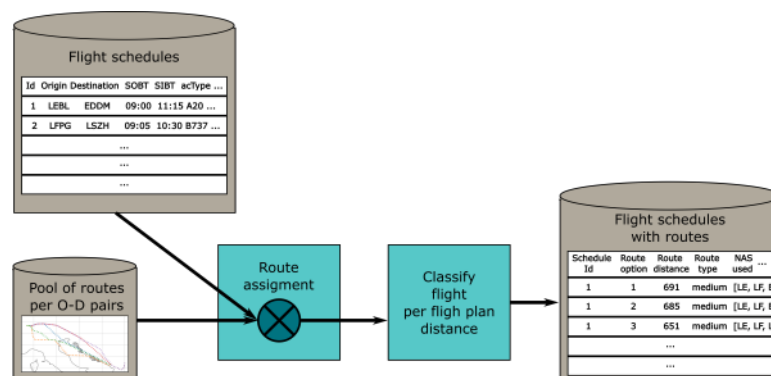 Flight schedules
Id Origin Destination SOBT SIBT acType ...
1 LEBL EDDM 09:00 11:15 A20 ...
2 LFPG LSZH 09:05 10:30 B737 ...
...
...
...
Pool of routes
per O-D pairs
Route
assigment
Classify
flight
per fligh plan
distance
Flight schedules
with routes
Schedule Route Route Route NAS ...
Id option distance type used
1 1 691 medium [LE, LF, E
1 2 685 medium [LE, LF, E
1 3 651 medium [LE, LF, L
...
...